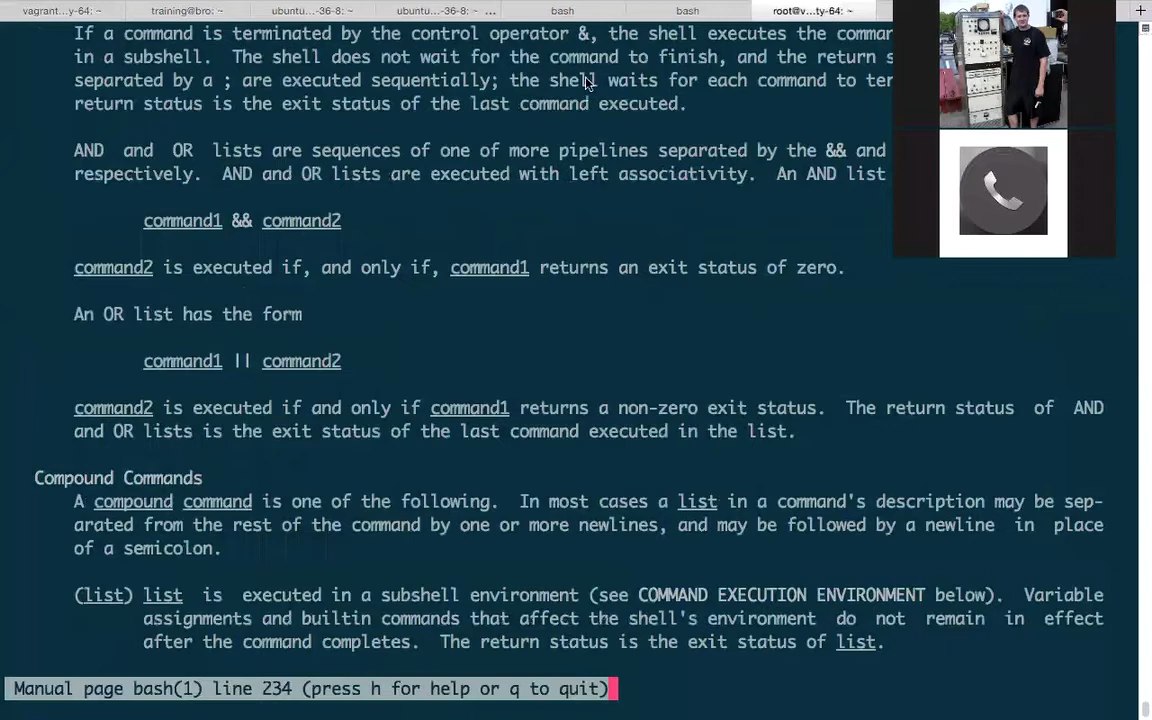 vagrant...y-64: ~ training@bro: ~ ubuntu...-36-8: ~ ubuntu...-36-8: ~ ... bash bash root@v...ty-64: ~
If a command is terminated by the control operator &, the shell executes the
in a subshell. The shell does not wait for the command to finish, and the return
separated by a ; are executed sequentially; the shell waits for each command to
return status is the exit status of the last command executed.
AND and OR lists are sequences of one of more pipelines separated by the && and
respectively. AND and OR lists are executed with left associativity. An AND list
command1 && command2
command2 is executed if, and only if, command1 returns an exit status of zero.
An OR list has the form
command1 || command2
command2 is executed if and only if command1 returns a non-zero exit status. The return status of AND
and OR lists is the exit status of the last command executed in the list.
Compound Commands
A compound command is one of the following. In most cases a list in a command's description may be sep-
arated from the rest of the command by one or more newlines, and may be followed by a newline in place
of a semicolon.
(list) list is executed in a subshell environment (see COMMAND EXECUTION ENVIRONMENT below). Variable
assignments and builtin commands that affect the shell's environment do not remain in effect
after the command completes. The return status is the exit status of list.
Manual page bash(1) line 234 (press h for help or q to quit)